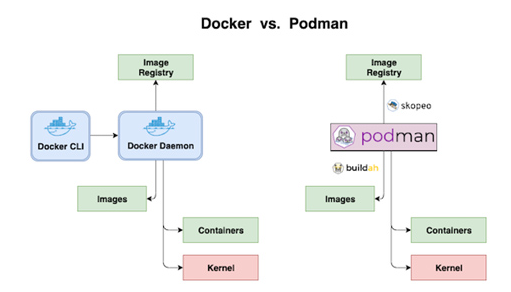 Docker vs. Podman
Image
Registry
Docker CLI
Docker Daemon
Images
Containers
Kernel
Image
Registry
skopeo
podman
buildah
Images
Containers
Kernel